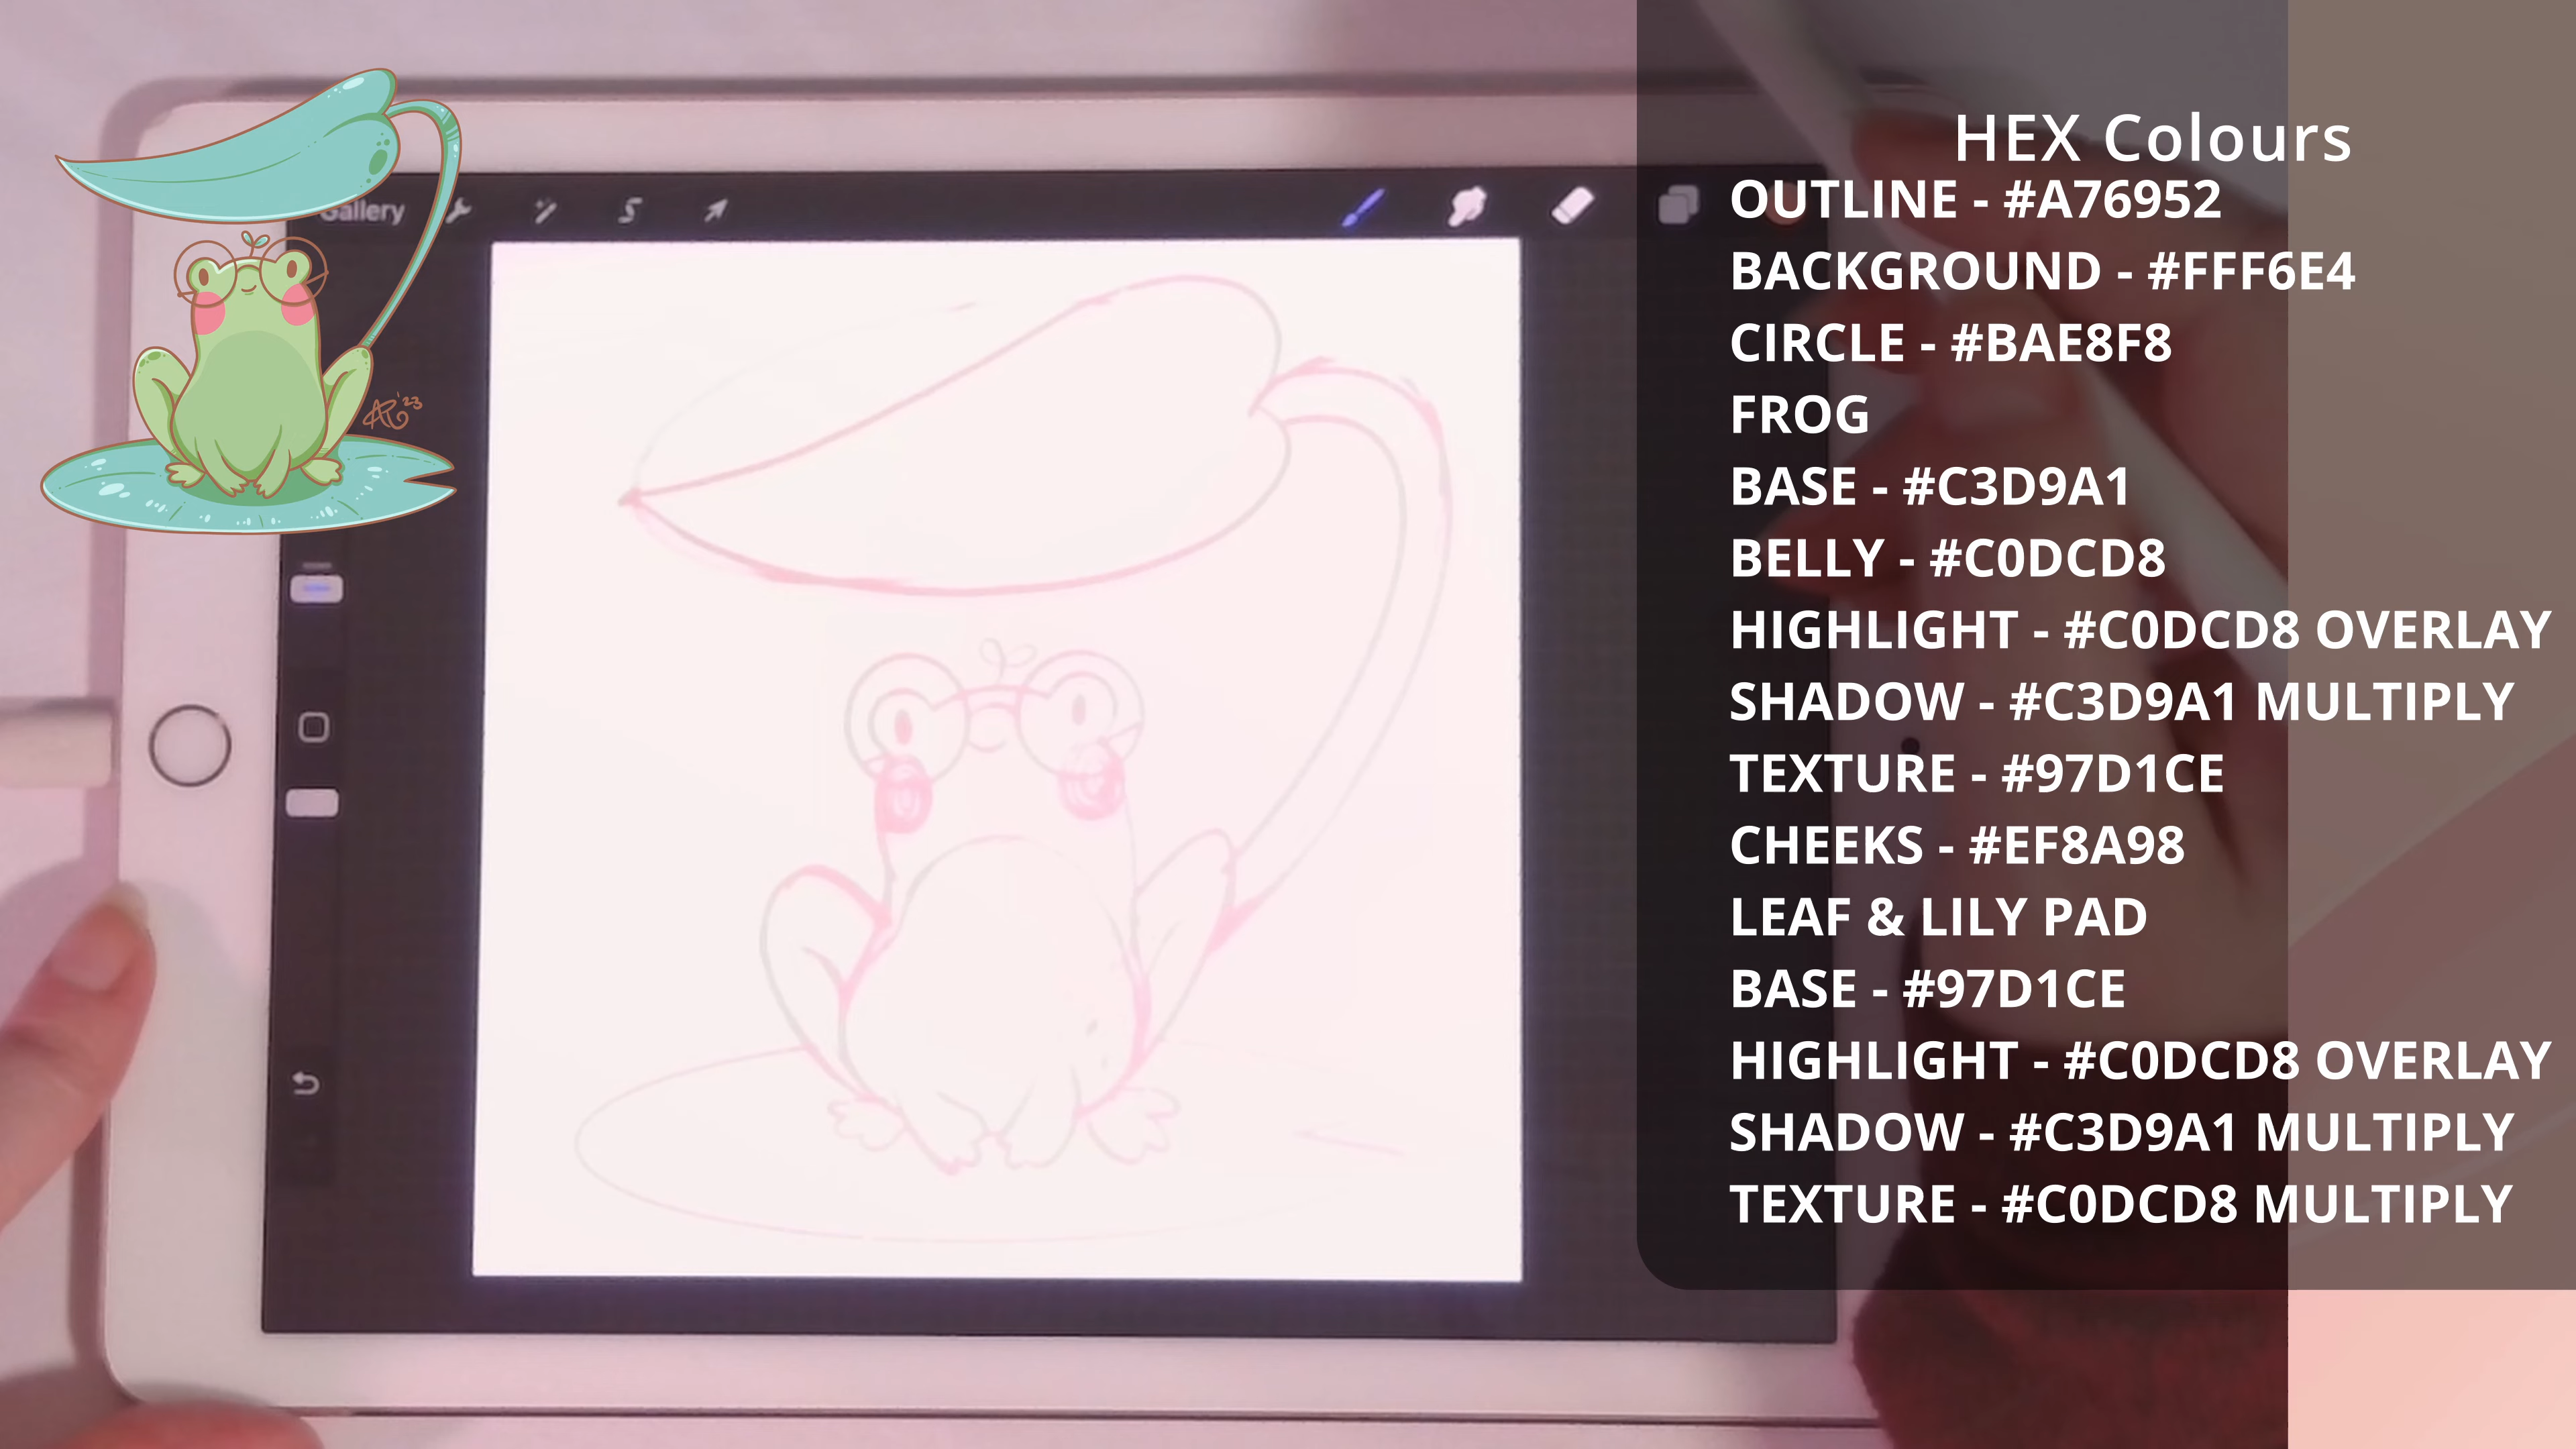 HEX Colours
OUTLINE - #A76952
BACKGROUND - #FFF6E4
CIRCLE - #BAE8F8
FROG
BASE - #C3D9A1
BELLY - #C0DCD8
HIGHLIGHT - #C0DCD8 OVERLAY
SHADOW - #C3D9A1 MULTIPLY
TEXTURE - #97D1CE
CHEEKS - #EF8A98
LEAF & LILY PAD
BASE - #97D1CE
HIGHLIGHT - #C0DCD8 OVERLAY
SHADOW - #C3D9A1 MULTIPLY
TEXTURE - #C0DCD8 MULTIPLY
Gallery
'23